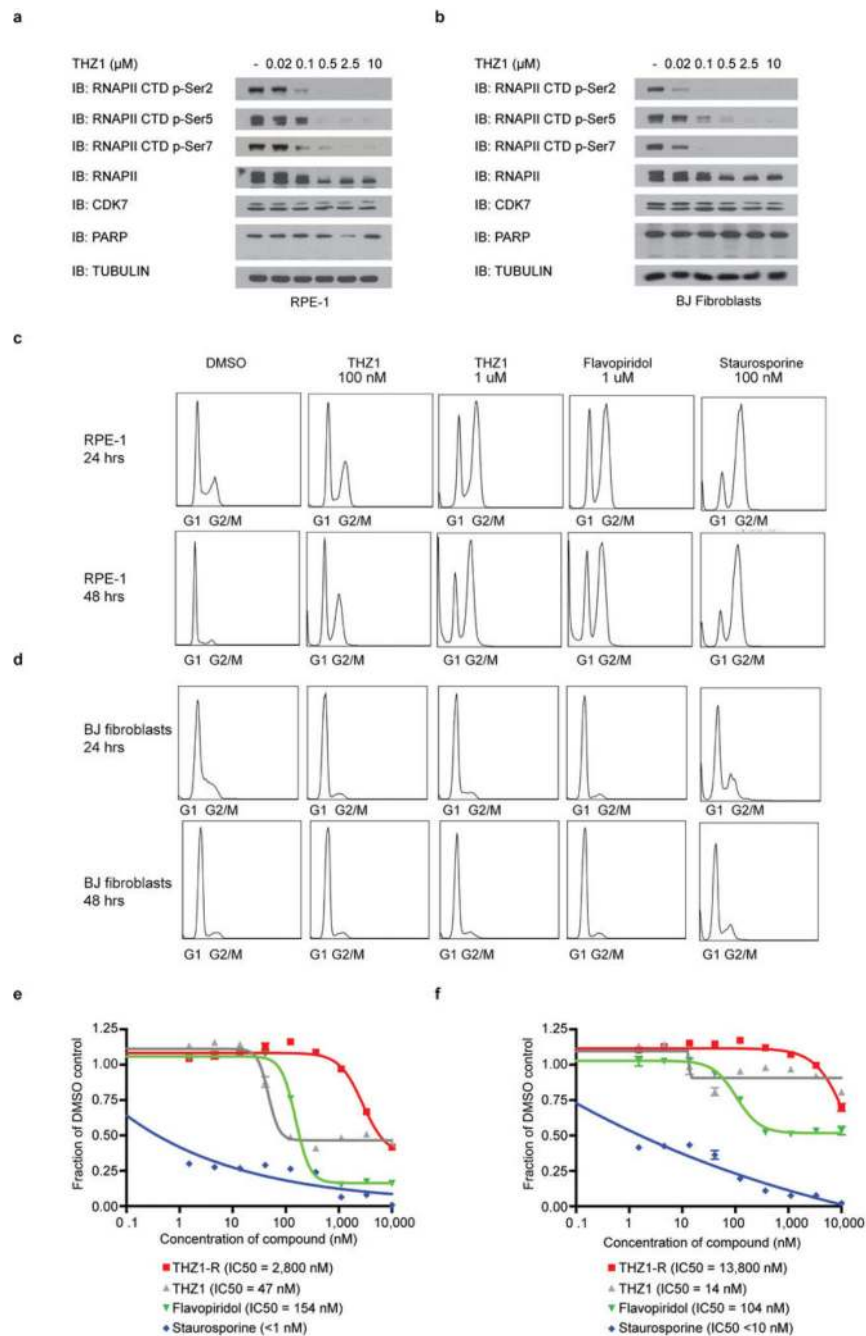 a
THZ1 (µM) - 0.02 0.1 0.5 2.5 10
IB: RNAPII CTD p-Ser2
IB: RNAPII CTD p-Ser5
IB: RNAPII CTD p-Ser7
IB: RNAPII
IB: CDK7
IB: PARP
IB: TUBULIN
RPE-1
b
THZ1 (µM) - 0.02 0.1 0.5 2.5 10
IB: RNAPII CTD p-Ser2
IB: RNAPII CTD p-Ser5
IB: RNAPII CTD p-Ser7
IB: RNAPII
IB: CDK7
IB: PARP
IB: TUBULIN
BJ Fibroblasts
c
DMSO THZ1 THZ1 Flavopiridol Staurosporine
100 nM 1 uM 1 uM 100 nM
RPE-1
24 hrs
G1 G2/M G1 G2/M G1 G2/M G1 G2/M G1 G2/M
RPE-1
48 hrs
G1 G2/M G1 G2/M G1 G2/M G1 G2/M G1 G2/M
d
BJ fibroblasts
24 hrs
G1 G2/M G1 G2/M G1 G2/M G1 G2/M G1 G2/M
BJ fibroblasts
48 hrs
G1 G2/M G1 G2/M G1 G2/M G1 G2/M G1 G2/M
e
Fraction of DMSO control
1.25
1.00
0.75
0.50
0.25
0.00
0.1 1 10 100 1,000 10,000
Concentration of compound (nM)
THZ1-R (IC50 = 2,800 nM)
THZ1 (IC50 = 47 nM)
Flavopiridol (IC50 = 154 nM)
Staurosporine (<1 nM)
f
Fraction of DMSO control
1.25
1.00
0.75
0.50
0.25
0.00
0.1 1 10 100 1,000 10,000
Concentration of compound (nM)
THZ1-R (IC50 = 13,800 nM)
THZ1 (IC50 = 14 nM)
Flavopiridol (IC50 = 104 nM)
Staurosporine (IC50 <10 nM)